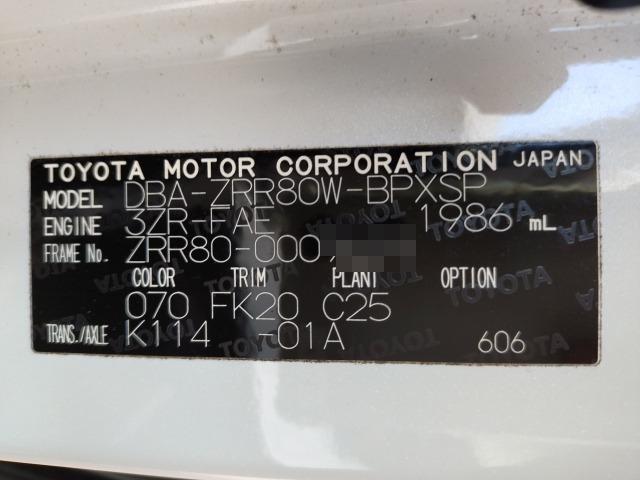 TOYOTA MOTOR CORPORATION JAPAN
MODEL DBA-ZRR80W-BPXSP
ENGINE 3ZR-FAE 1986 mL
FRAME No. ZRR80-000
COLOR TRIM PLANT OPTION
070 FK20 C25
TRANS./AXLE K114 -01A 606